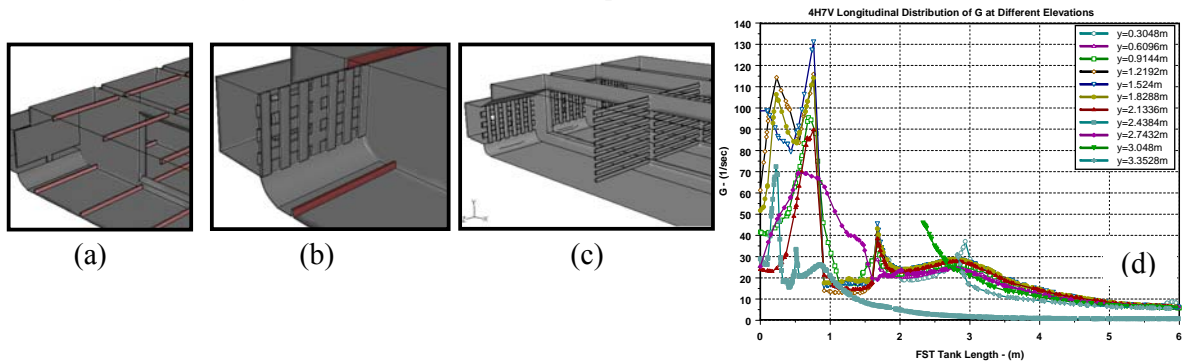 4H7V Longitudinal Distribution of G at Different Elevations
140
130
120
110
100
90
80
70
60
50
40
30
20
10
0
G - (1/sec)
0 1 2 3 4 5 6
FST Tank Length - (m)
y=0.3048m
y=0.6096m
y=0.9144m
y=1.2192m
y=1.524m
y=1.8288m
y=2.1336m
y=2.4384m
y=2.7432m
y=3.048m
y=3.3528m
(a)
(b)
(c)
(d)